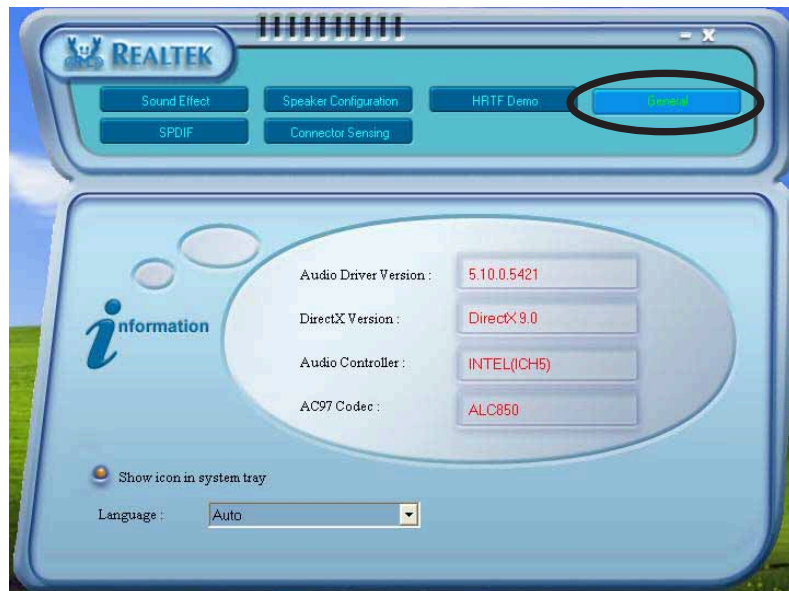 REALTEK
- X
Sound Effect
Speaker Configuration
HRTF Demo
General
SPDIF
Connector Sensing
information
Audio Driver Version :
5.10.0.5421
DirectX Version :
DirectX 9.0
Audio Controller :
INTEL(ICH5)
AC97 Codec :
ALC850
Show icon in system tray
Language :
Auto